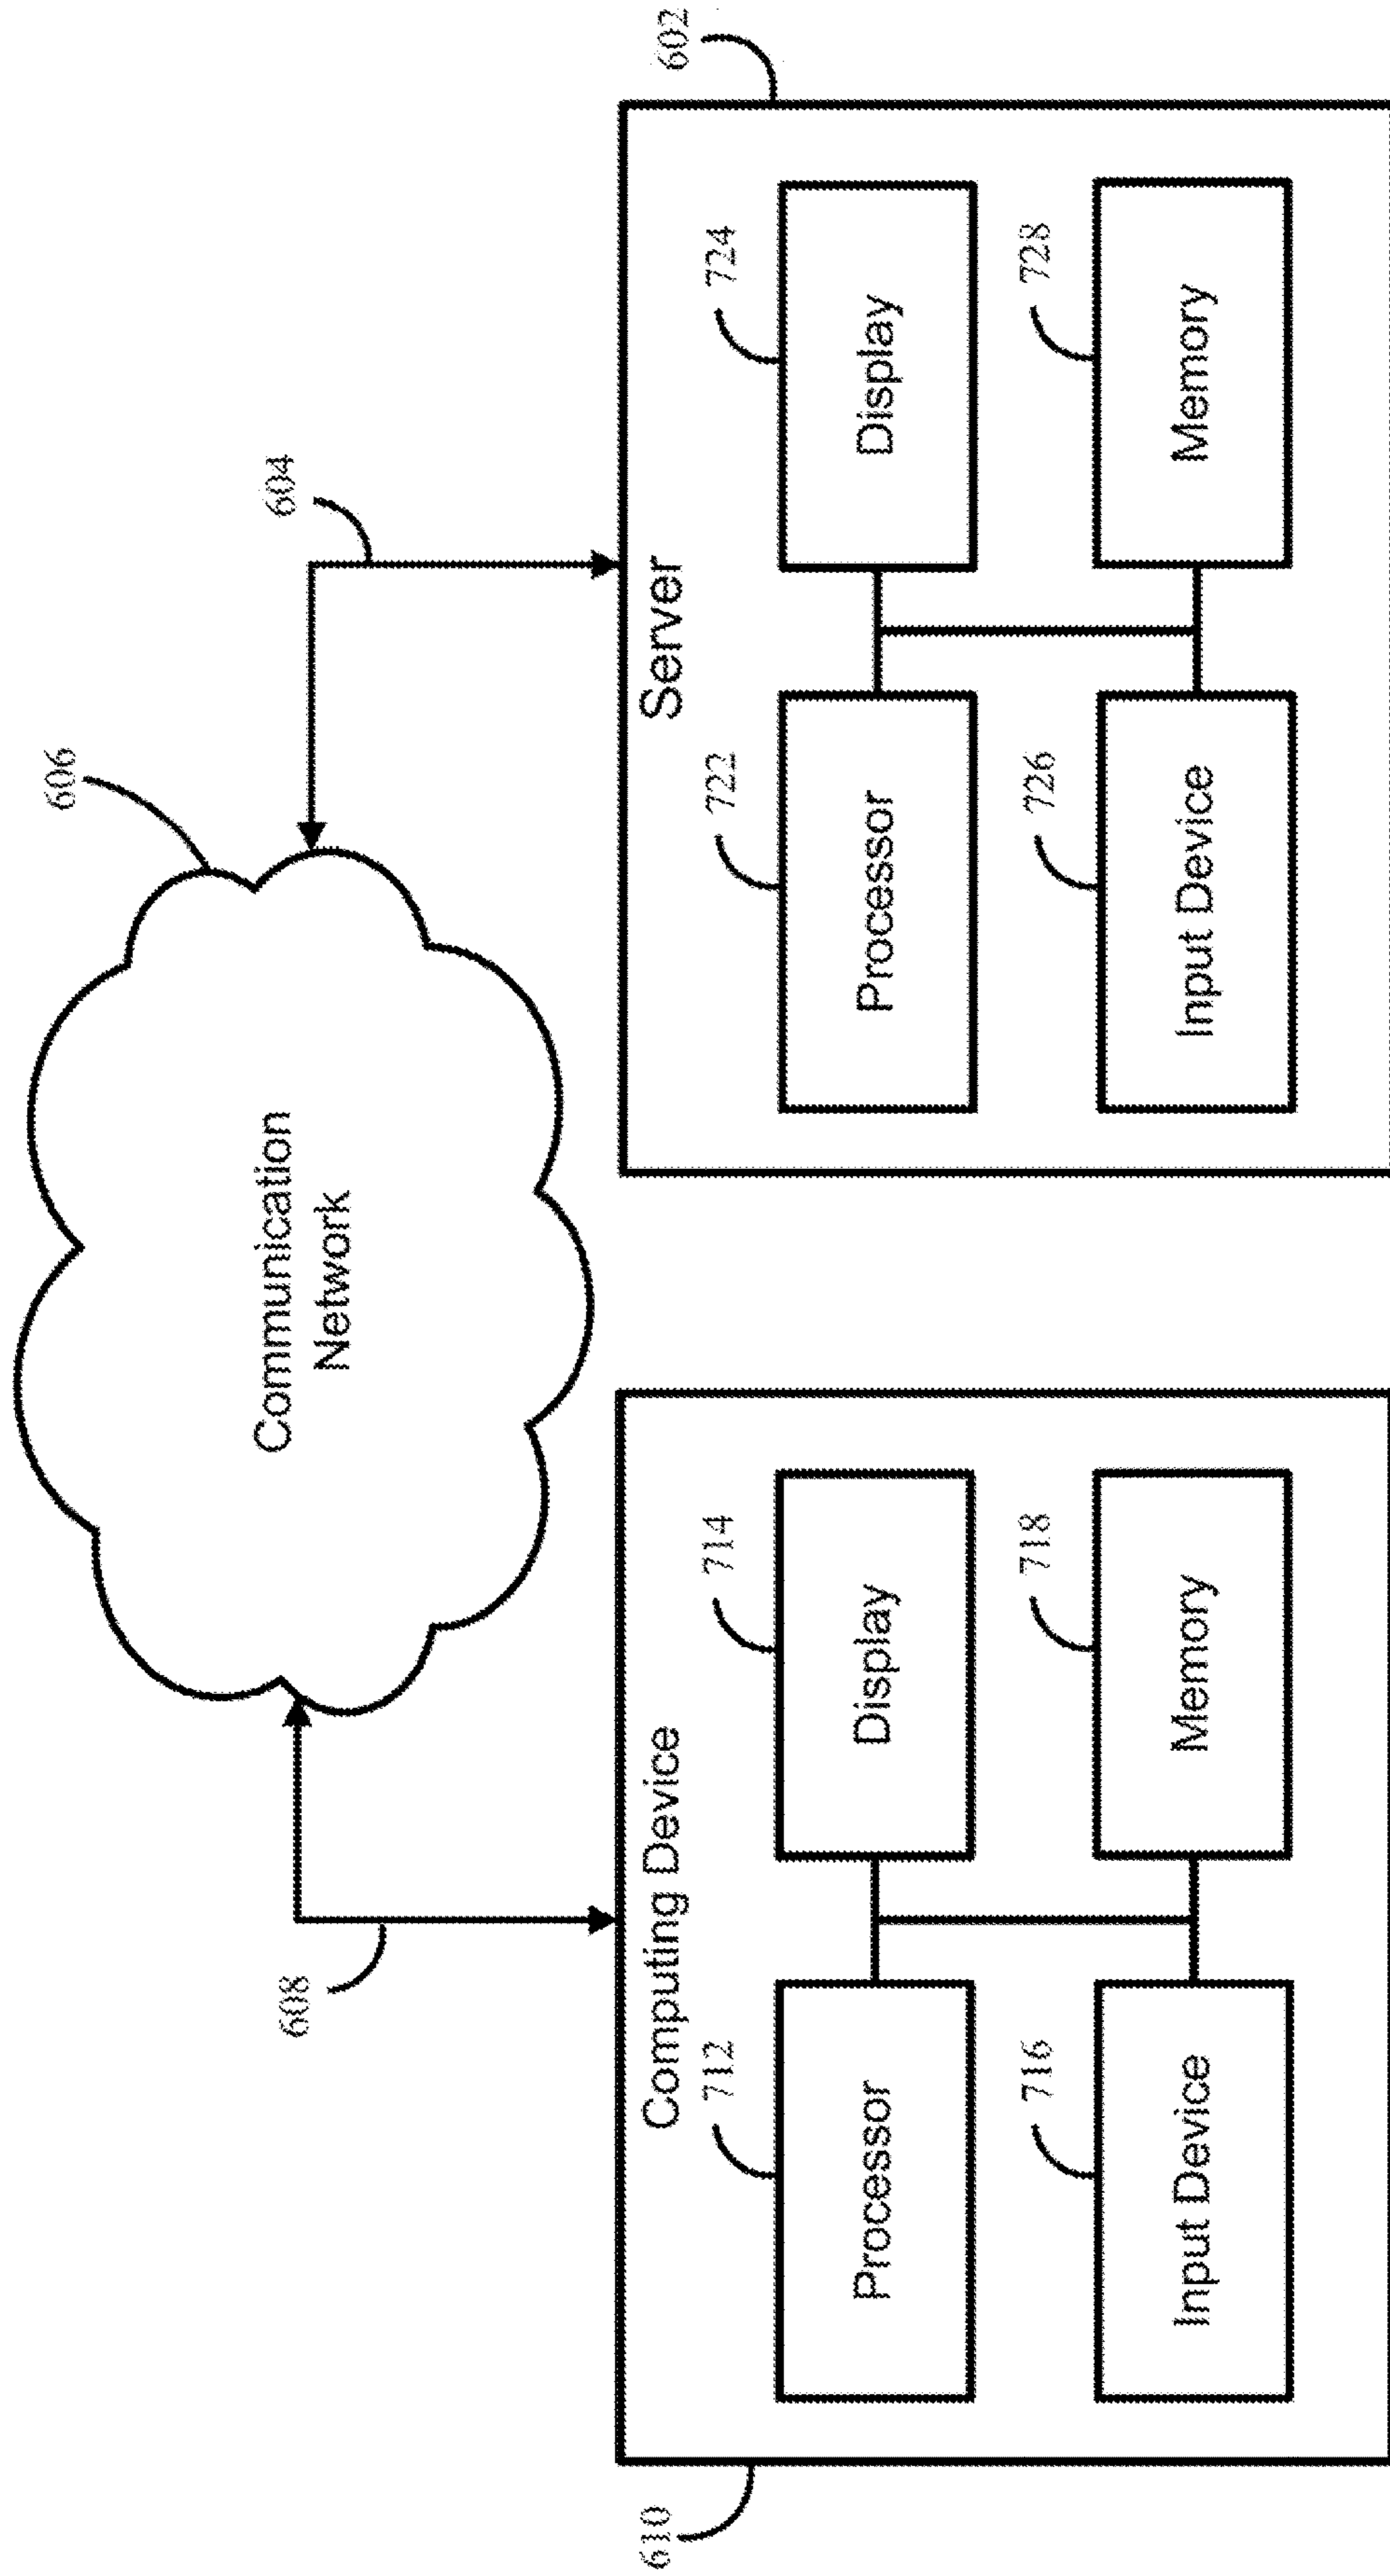 606
Communication
Network
608
604
610
Computing Device
712
Processor
714
Display
716
Input Device
718
Memory
602
Server
722
Processor
724
Display
726
Input Device
728
Memory